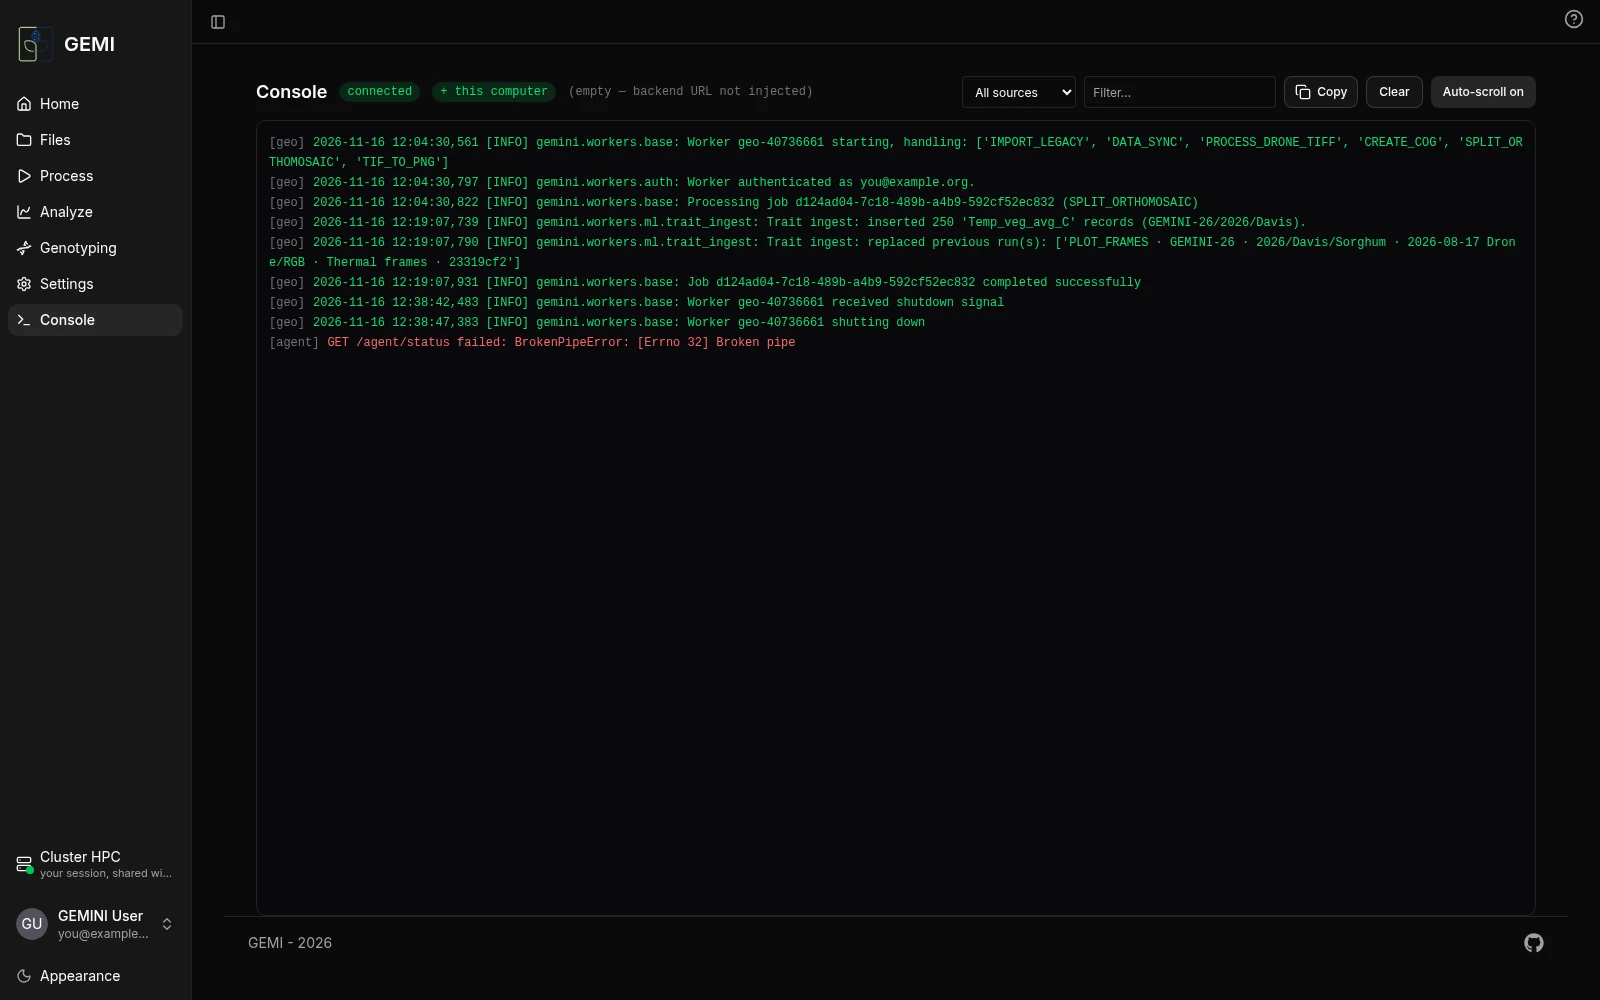 GEMI
Home
Files
Process
Analyze
Genotyping
Settings
Console
Cluster HPC
your session, shared wi...
GU
GEMINI User
you@example...
Appearance
Console
connected
+ this computer
(empty — backend URL not injected)
All sources
Filter...
Copy
Clear
Auto-scroll on
[geo] 2026-11-16 12:04:30,561 [INFO] gemini.workers.base: Worker geo-40736661 starting, handling: ['IMPORT_LEGACY', 'DATA_SYNC', 'PROCESS_DRONE_TIFF', 'CREATE_COG', 'SPLIT_OR
THOMOSAIC', 'TIF_TO_PNG']
[geo] 2026-11-16 12:04:30,797 [INFO] gemini.workers.auth: Worker authenticated as you@example.org.
[geo] 2026-11-16 12:04:30,822 [INFO] gemini.workers.base: Processing job d124ad04-7c18-489b-a4b9-592cf52ec832 (SPLIT_ORTHOMOSAIC)
[geo] 2026-11-16 12:19:07,739 [INFO] gemini.workers.ml.trait_ingest: Trait ingest: inserted 250 'Temp_veg_avg_C' records (GEMINI-26/2026/Davis).
[geo] 2026-11-16 12:19:07,790 [INFO] gemini.workers.ml.trait_ingest: Trait ingest: replaced previous run(s): ['PLOT_FRAMES · GEMINI-26 · 2026/Davis/Sorghum · 2026-08-17 Dron
e/RGB · Thermal frames · 23319cf2']
[geo] 2026-11-16 12:19:07,931 [INFO] gemini.workers.base: Job d124ad04-7c18-489b-a4b9-592cf52ec832 completed successfully
[geo] 2026-11-16 12:38:42,483 [INFO] gemini.workers.base: Worker geo-40736661 received shutdown signal
[geo] 2026-11-16 12:38:47,383 [INFO] gemini.workers.base: Worker geo-40736661 shutting down
[agent] GET /agent/status failed: BrokenPipeError: [Errno 32] Broken pipe
GEMI - 2026